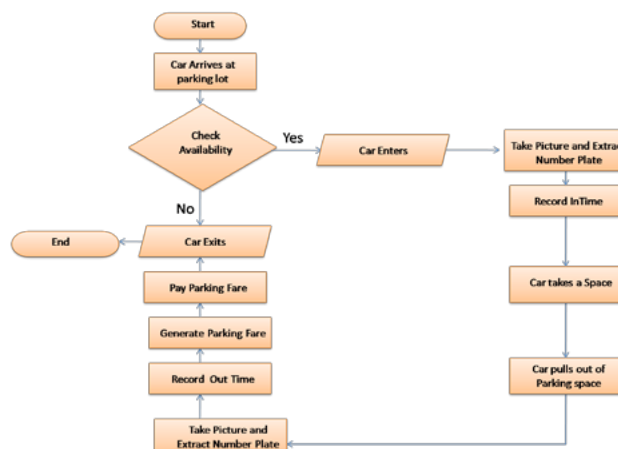 Start
Car Arrives at
parking lot
Check
Availability
Yes
Car Enters
Take Picture and Extract
Number Plate
Record InTime
No
End
Car Exits
Car takes a Space
Pay Parking Fare
Generate Parking Fare
Car pulls out of
Parking space
Record Out Time
Take Picture and
Extract Number Plate